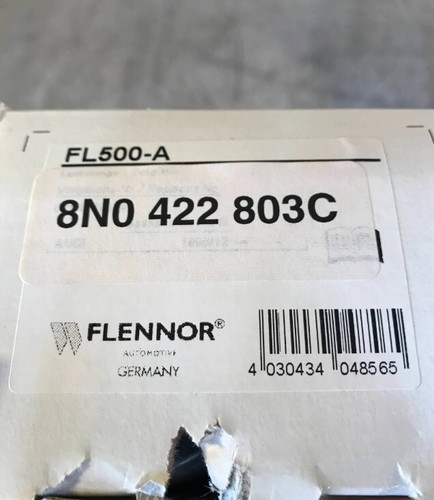 FL500-A
8N0 422 803C
AUDI
FLENNOR®
AUTOMOTIVE
GERMANY
4 030434 048565